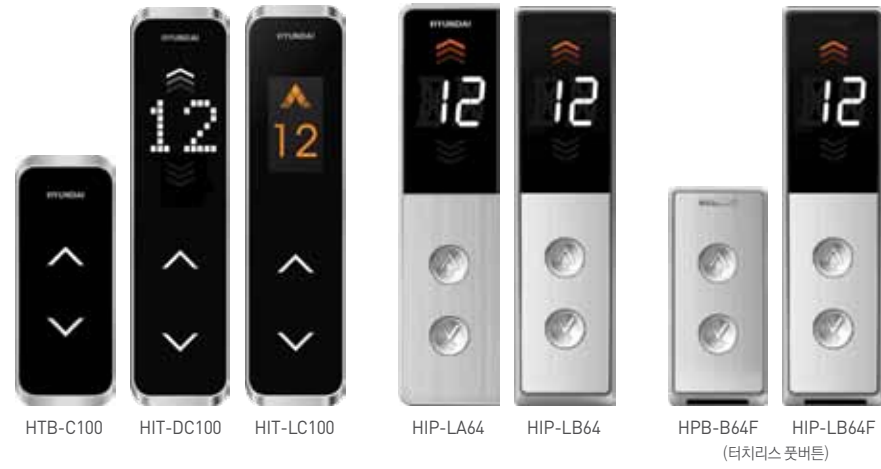 HYUNDAI
HYUNDAI
HYUNDAI
HYUNDAI
HYUNDAI
12
12
12
12
12
HTB-C100
HIT-DC100
HIT-LC100
HIP-LA64
HIP-LB64
HPB-B64F
HIP-LB64F
(터치리스 풋버튼)